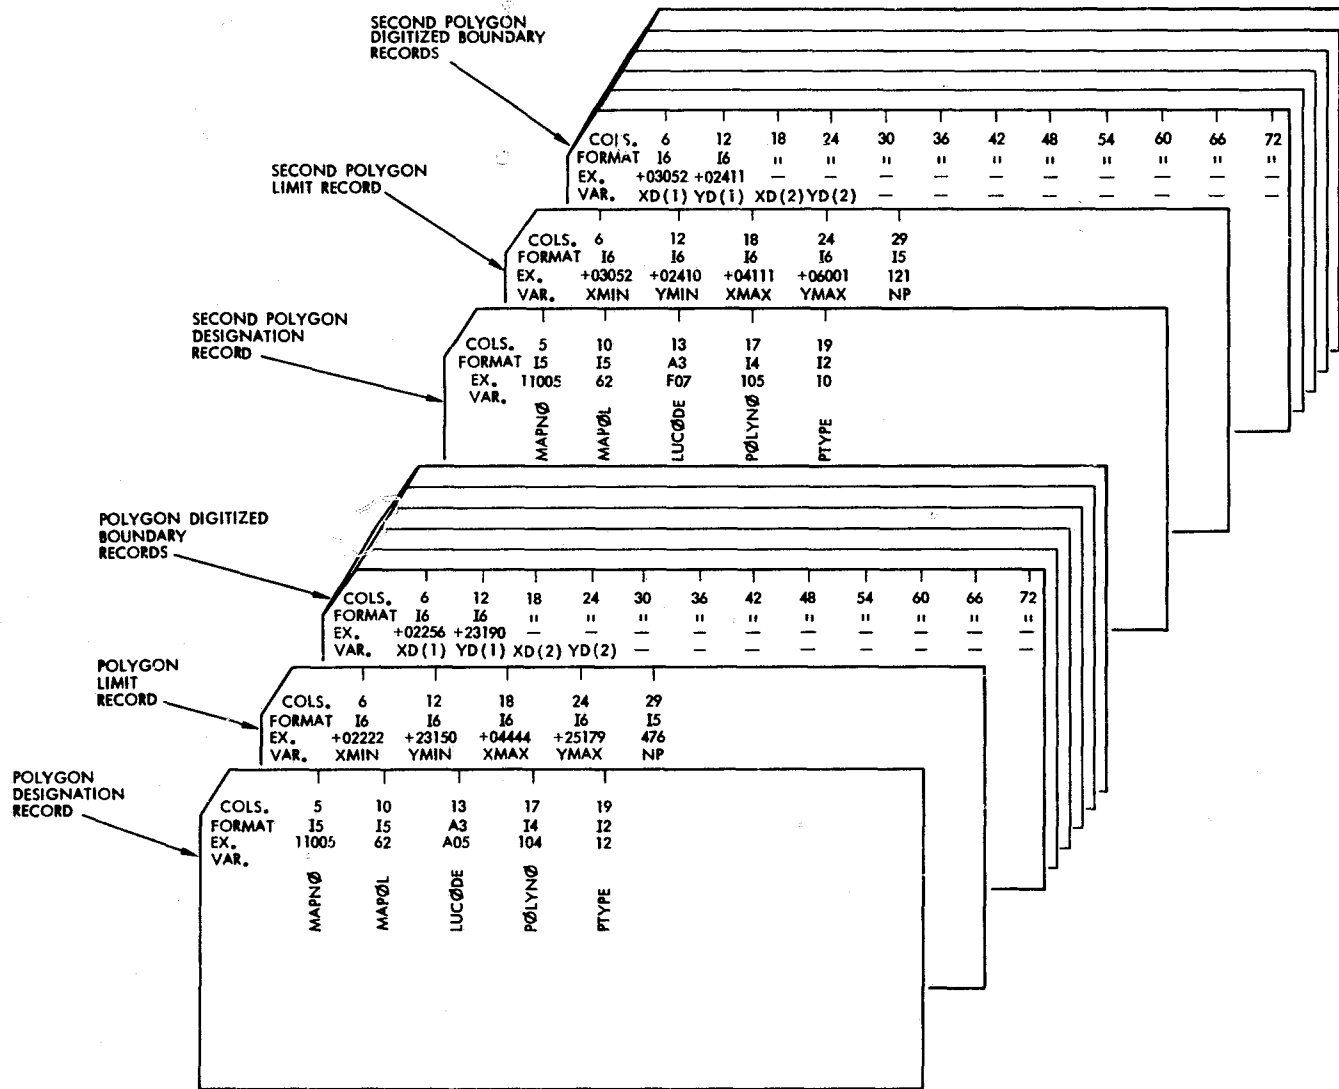 SECOND POLYGON
DIGITIZED BOUNDARY
RECORDS
COLS. 6 12 18 24 30 36 42 48 54 60 66 72
FORMAT I6 I6 " " " " " " " " " "
EX. +03052 +02411 — — — — — — — — — —
VAR. XD(1) YD(1) XD(2) YD(2) — — — — — — — —
SECOND POLYGON
LIMIT RECORD
COLS. 6 12 18 24 29
FORMAT I6 I6 I6 I6 I5
EX. +03052 +02410 +04111 +06001 121
VAR. XMIN YMIN XMAX YMAX NP
SECOND POLYGON
DESIGNATION
RECORD
COLS. 5 10 13 17 19
FORMAT I5 I5 A3 I4 I2
EX. 11005 62 F07 105 10
VAR. MAPNØ MAPØL LUCØDE PØLYNØ PTYPE
POLYGON DIGITIZED
BOUNDARY
RECORDS
COLS. 6 12 18 24 30 36 42 48 54 60 66 72
FORMAT I6 I6 " " " " " " " " " "
EX. +02256 +23190 — — — — — — — — — —
VAR. XD(1) YD(1) XD(2) YD(2) — — — — — — — —
POLYGON
LIMIT
RECORD
COLS. 6 12 18 24 29
FORMAT I6 I6 I6 I6 I5
EX. +02222 +23150 +04444 +25179 476
VAR. XMIN YMIN XMAX YMAX NP
POLYGON
DESIGNATION
RECORD
COLS. 5 10 13 17 19
FORMAT I5 I5 A3 I4 I2
EX. 11005 62 A05 104 12
VAR. MAPNØ MAPØL LUCØDE PØLYNØ PTYPE